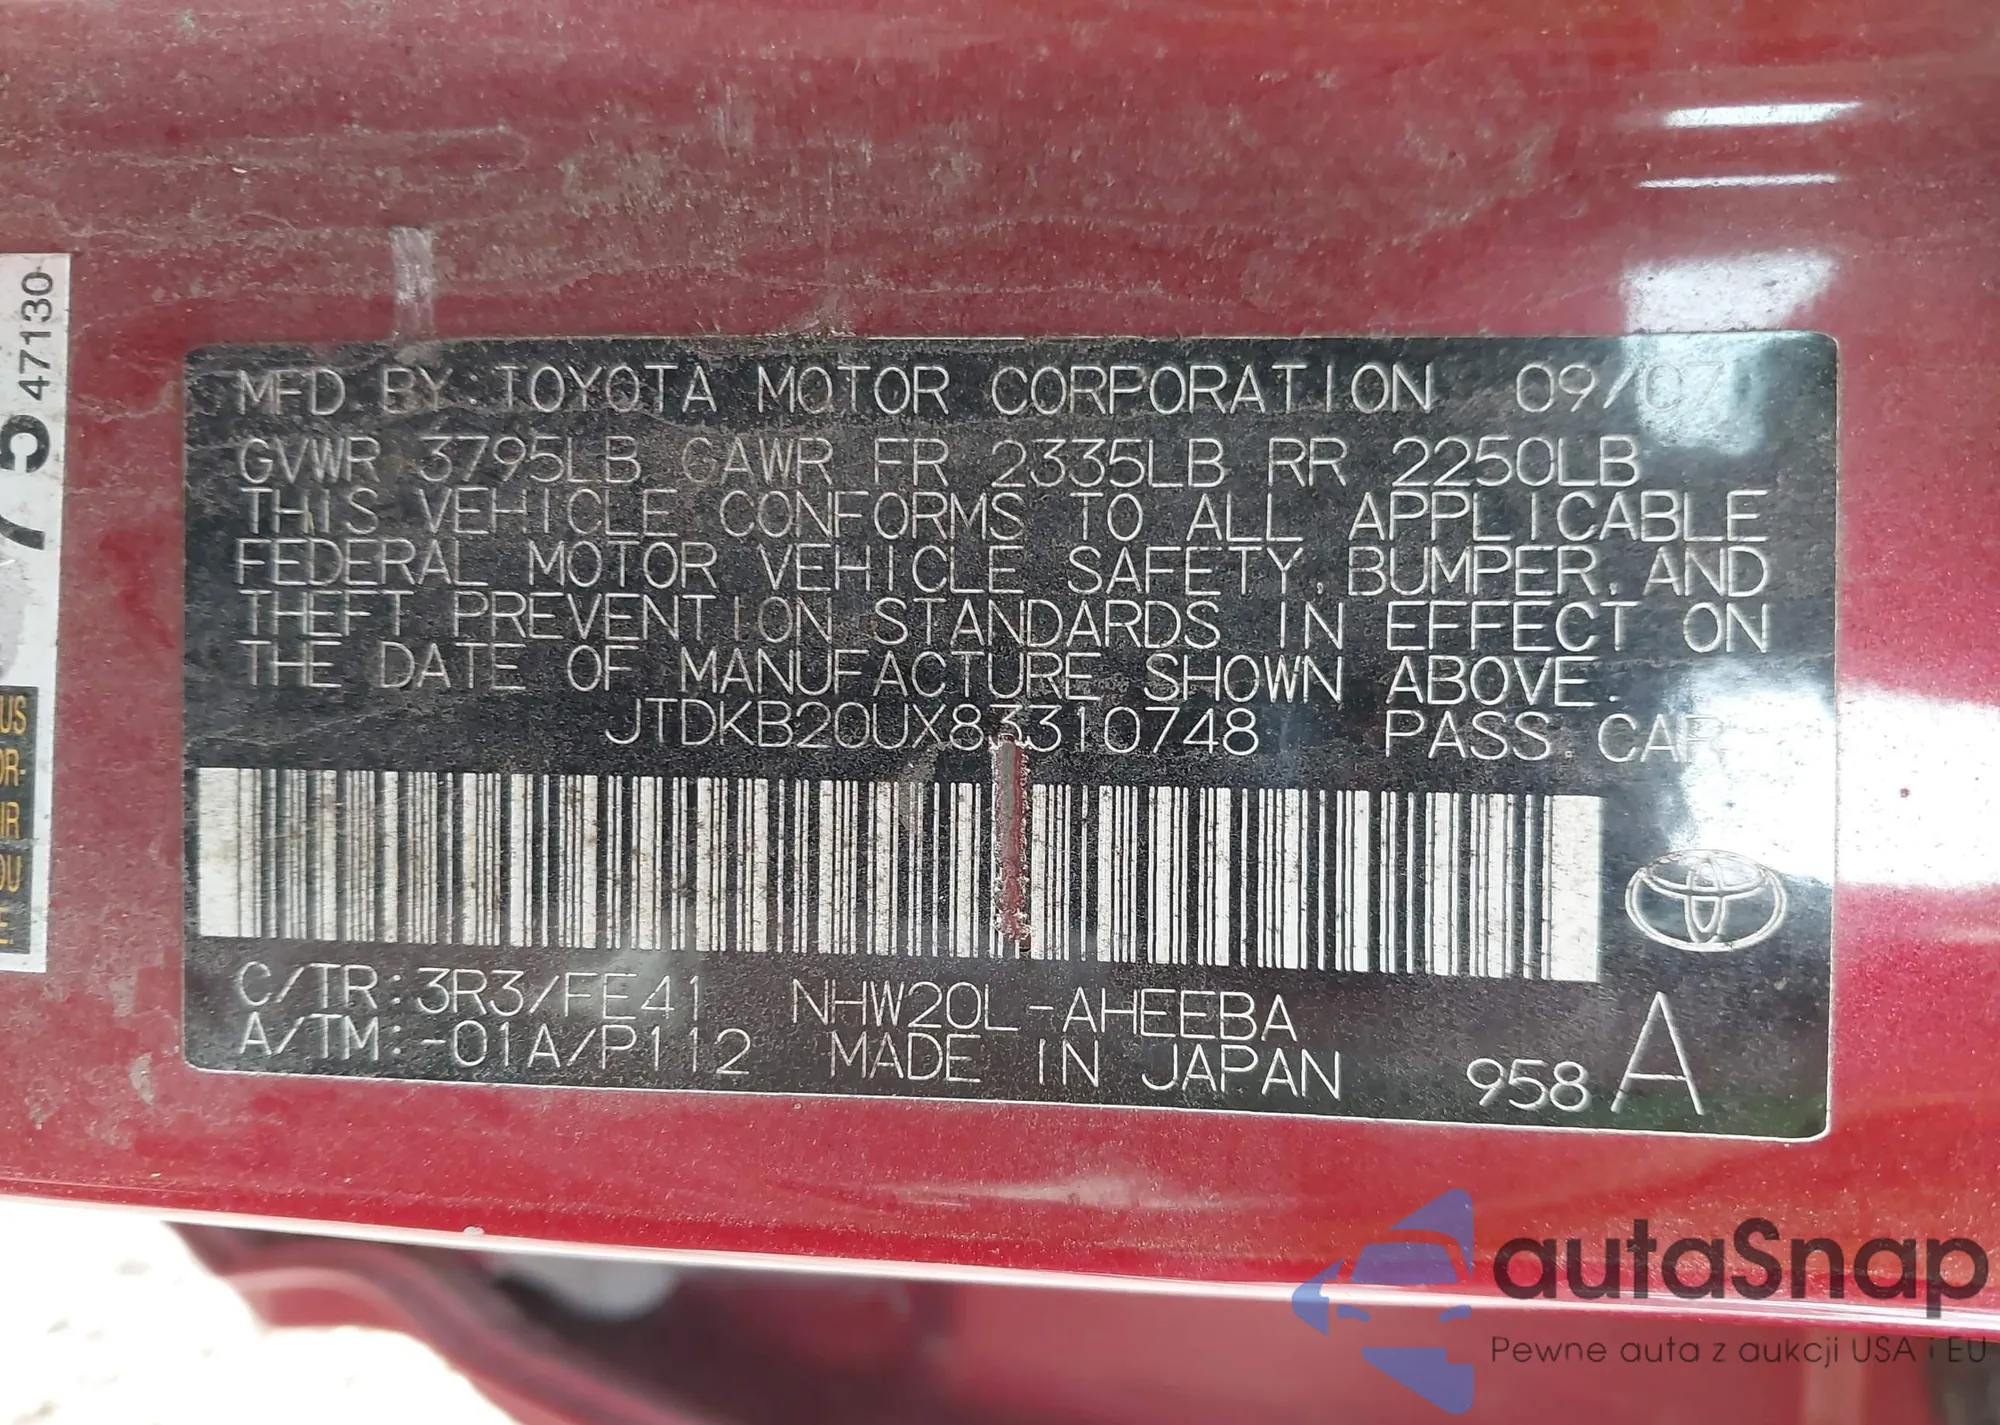 MFD BY TOYOTA MOTOR CORPORATION 09/07
GVWR 3795LB GAWR FR 2335LB RR 2250LB
THIS VEHICLE CONFORMS TO ALL APPLICABLE
FEDERAL MOTOR VEHICLE SAFETY, BUMPER, AND
THEFT PREVENTION STANDARDS IN EFFECT ON
THE DATE OF MANUFACTURE SHOWN ABOVE.
JTDKB20UX83310748 PASS. CAR
C/TR:3R3/FE41 NHW20L-AHEEBA
A/TM:-01A/P112 MADE IN JAPAN 958 A
47130
autaSnap
Pewne auta z aukcji USA i EU